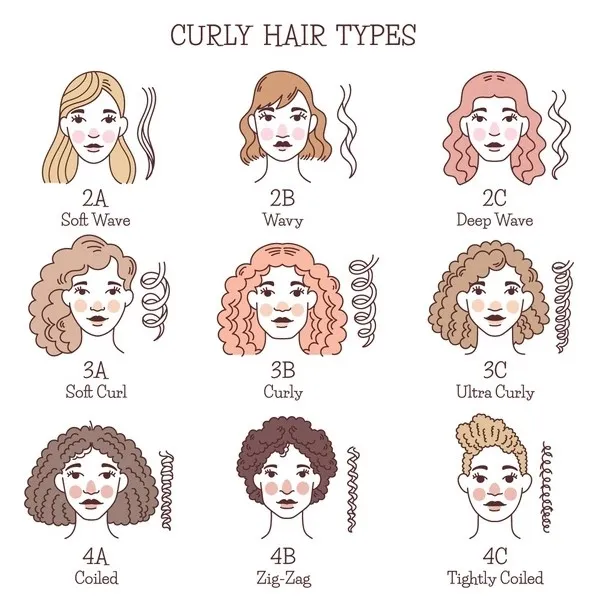 CURLY HAIR TYPES
2A
Soft Wave
2B
Wavy
2C
Deep Wave
3A
Soft Curl
3B
Curly
3C
Ultra Curly
4A
Coiled
4B
Zig-Zag
4C
Tightly Coiled